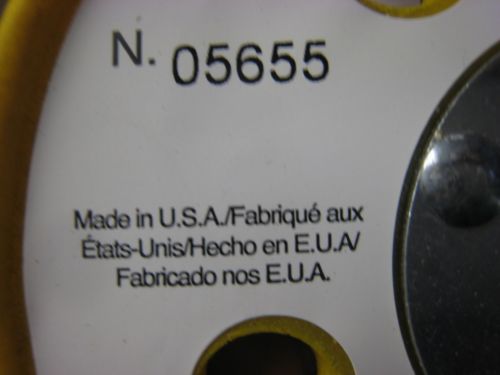 N. 05655
Made in U.S.A./Fabriqué aux
États-Unis/Hecho en E.U.A/
Fabricado nos E.U.A.